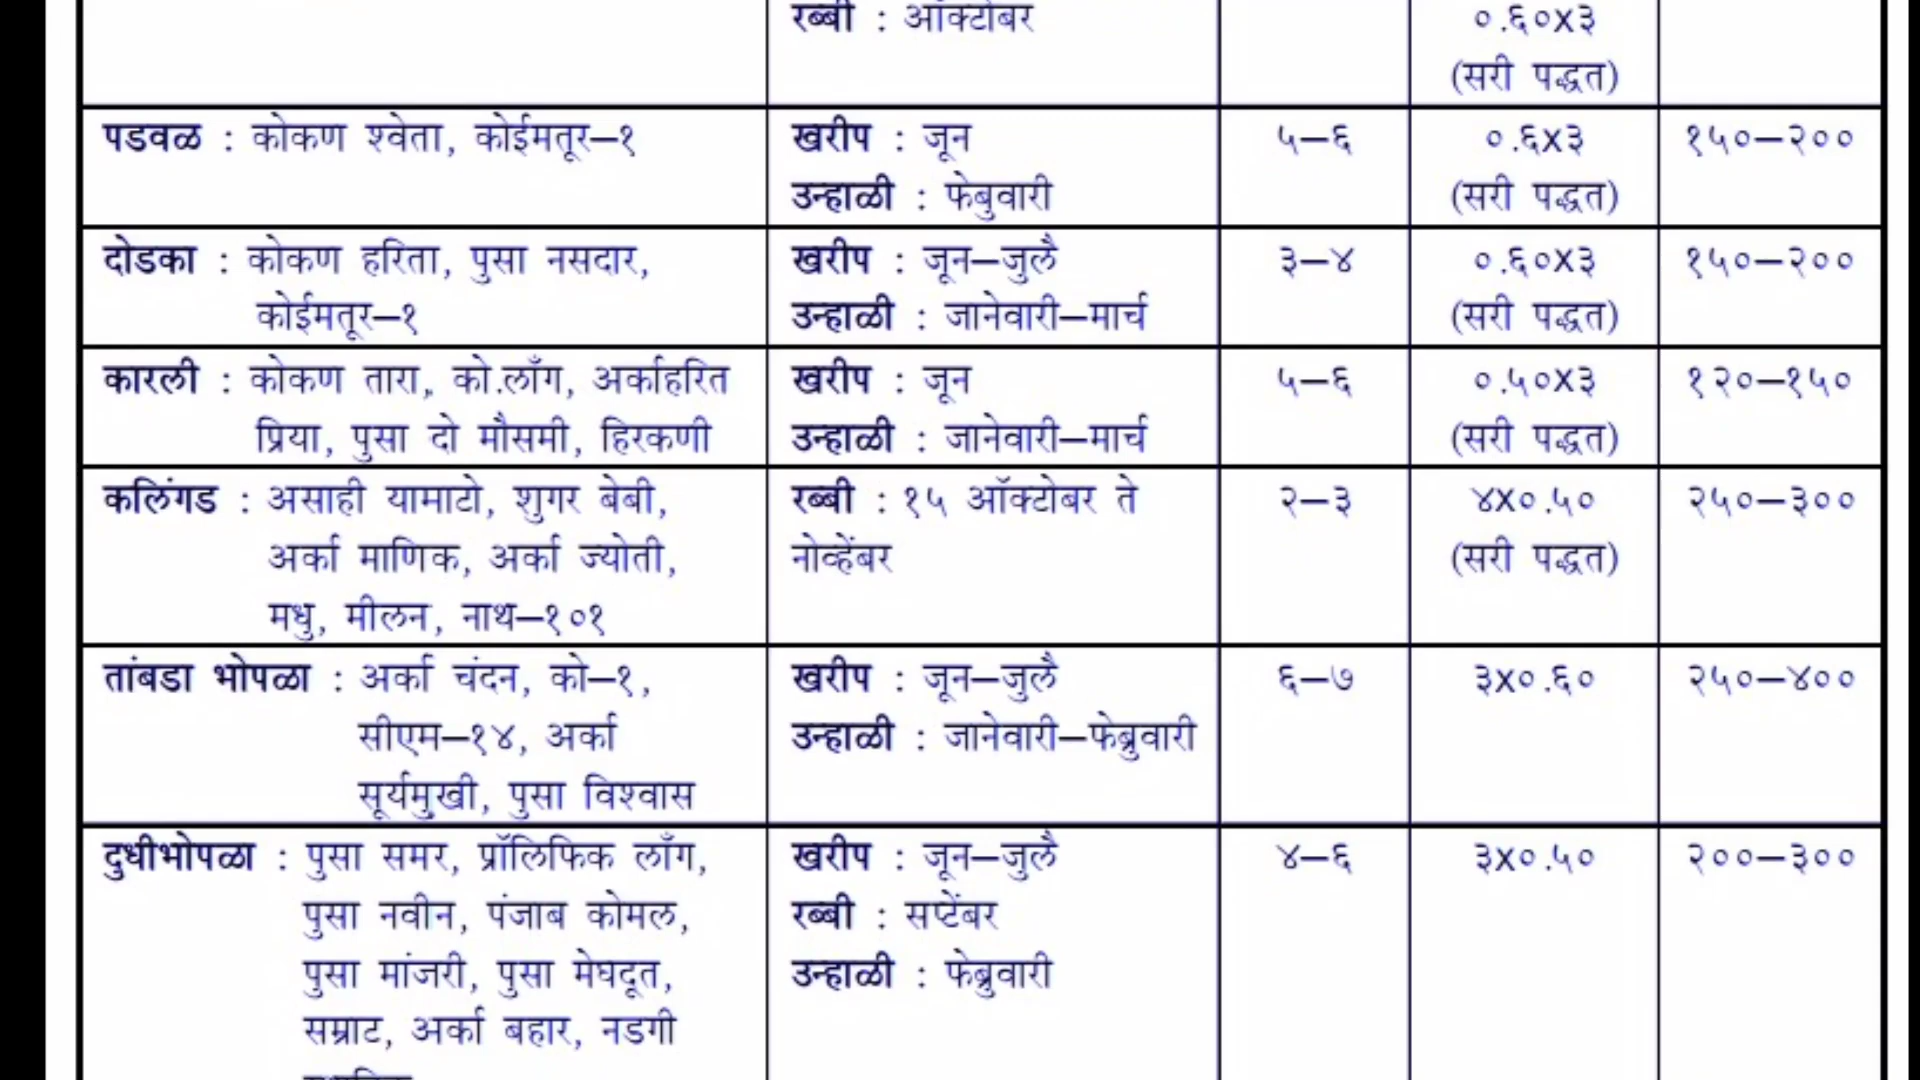 रब्बी : ऑक्टोबर ०.६०X३
(सरी पद्धत)
पडवळ : कोकण श्वेता, कोईमतूर–१ खरीप : जून ५–६ ०.६X३ १५०–२००
उन्हाळी : फेबुवारी (सरी पद्धत)
दोडका : कोकण हरिता, पुसा नसदार, खरीप : जून–जुलै ३–४ ०.६०X३ १५०–२००
कोईमतूर–१ उन्हाळी : जानेवारी–मार्च (सरी पद्धत)
कारली : कोकण तारा, को.लाँग, अर्काहरित खरीप : जून ५–६ ०.५०X३ १२०–१५०
प्रिया, पुसा दो मौसमी, हिरकणी उन्हाळी : जानेवारी–मार्च (सरी पद्धत)
कलिंगड : असाही यामाटो, शुगर बेबी, रब्बी : १५ ऑक्टोबर ते २–३ ४X०.५० २५०–३००
अर्का माणिक, अर्का ज्योती, नोव्हेंबर (सरी पद्धत)
मधु, मीलन, नाथ–१०१
तांबडा भोपळा : अर्का चंदन, को–१, खरीप : जून–जुलै ६–७ ३X०.६० २५०–४००
सीएम–१४, अर्का उन्हाळी : जानेवारी–फेब्रुवारी
सूर्यमुखी, पुसा विश्वास
दुधीभोपळा : पुसा समर, प्रॉलिफिक लाँग, खरीप : जून–जुलै ४–६ ३X०.५० २००–३००
पुसा नवीन, पंजाब कोमल, रब्बी : सप्टेंबर
पुसा मांजरी, पुसा मेघदूत, उन्हाळी : फेब्रुवारी
सम्राट, अर्का बहार, नडगी